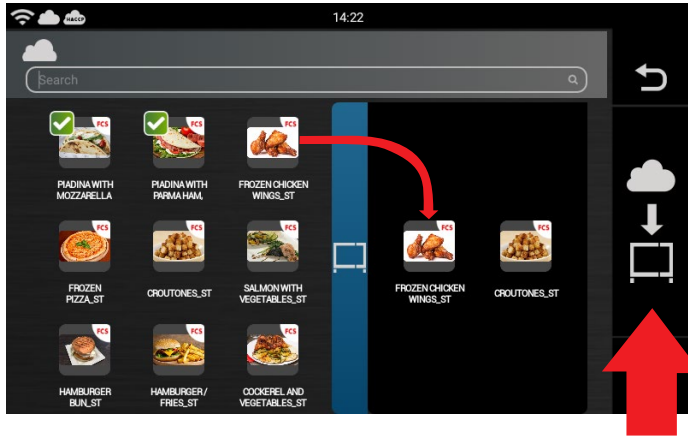 HACCP
14:22
Search
FCS
FCS
FCS
PIADINA WITH
MOZZARELLA
PIADINA WITH
PARMA HAM,
FROZEN CHICKEN
WINGS_ST
FCS
FCS
FCS
FCS
FCS
FROZEN
PIZZA_ST
CROUTONES_ST
SALMON WITH
VEGETABLES_ST
FROZEN CHICKEN
WINGS_ST
CROUTONES_ST
FCS
FCS
FCS
HAMBURGER
BUN_ST
HAMBURGER /
FRIES_ST
COCKEREL AND
VEGETABLES_ST